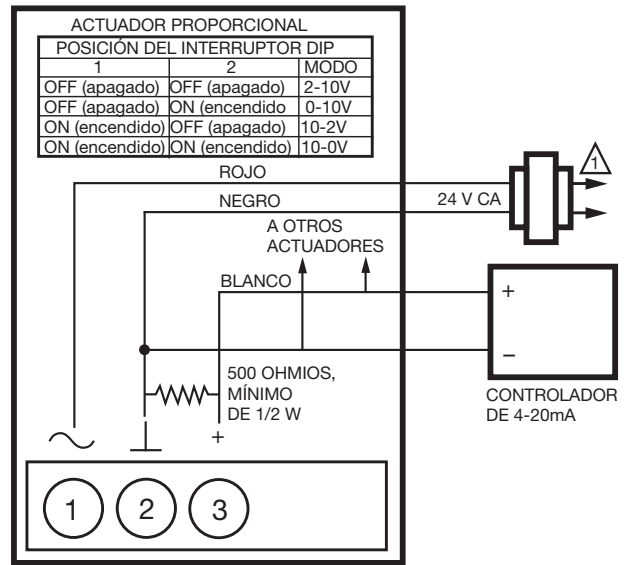 ACTUADOR PROPORCIONAL
POSICIÓN DEL INTERRUPTOR DIP
1 2 MODO
OFF (apagado) OFF (apagado) 2-10V
OFF (apagado) ON (encendido 0-10V
ON (encendido) OFF (apagado) 10-2V
ON (encendido) ON (encendido) 10-0V
ROJO
1
NEGRO
24 V CA
A OTROS
ACTUADORES
BLANCO
+
–
500 OHMIOS,
MÍNIMO
DE 1/2 W
+
CONTROLADOR
DE 4-20mA
1 2 3